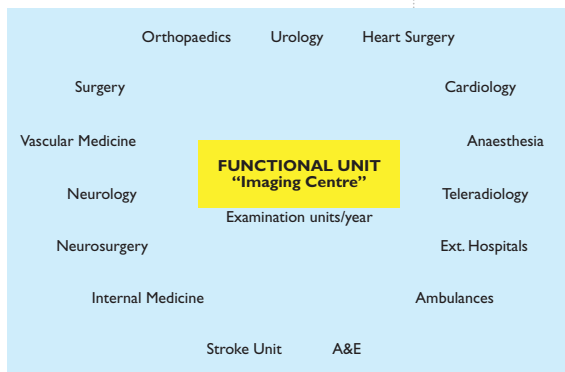 Orthopaedics Urology Heart Surgery
Surgery Cardiology
Vascular Medicine Anaesthesia
FUNCTIONAL UNIT
“Imaging Centre”
Neurology Teleradiology
Examination units/year
Neurosurgery Ext. Hospitals
Internal Medicine Ambulances
Stroke Unit A&E